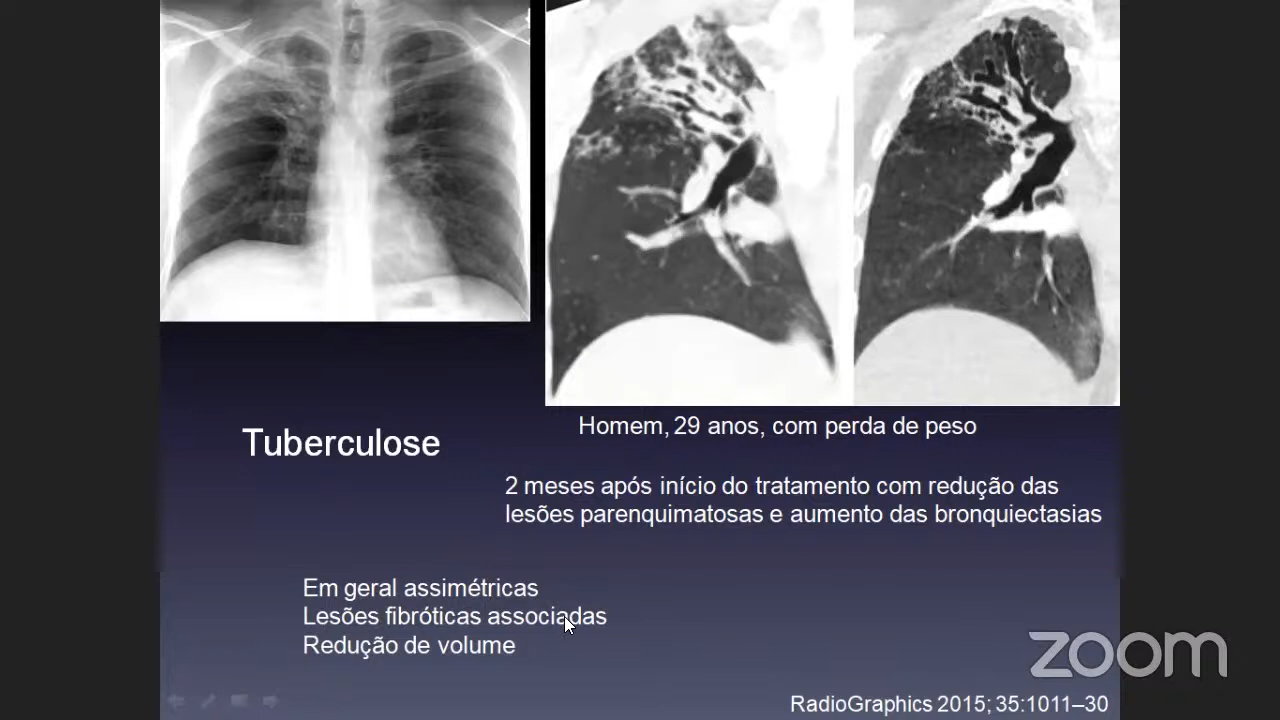 Homem, 29 anos, com perda de peso
Tuberculose
2 meses após início do tratamento com redução das
lesões parenquimatosas e aumento das bronquiectasias
Em geral assimétricas
Lesões fibróticas associadas
Redução de volume
zoom
RadioGraphics 2015; 35:1011–30